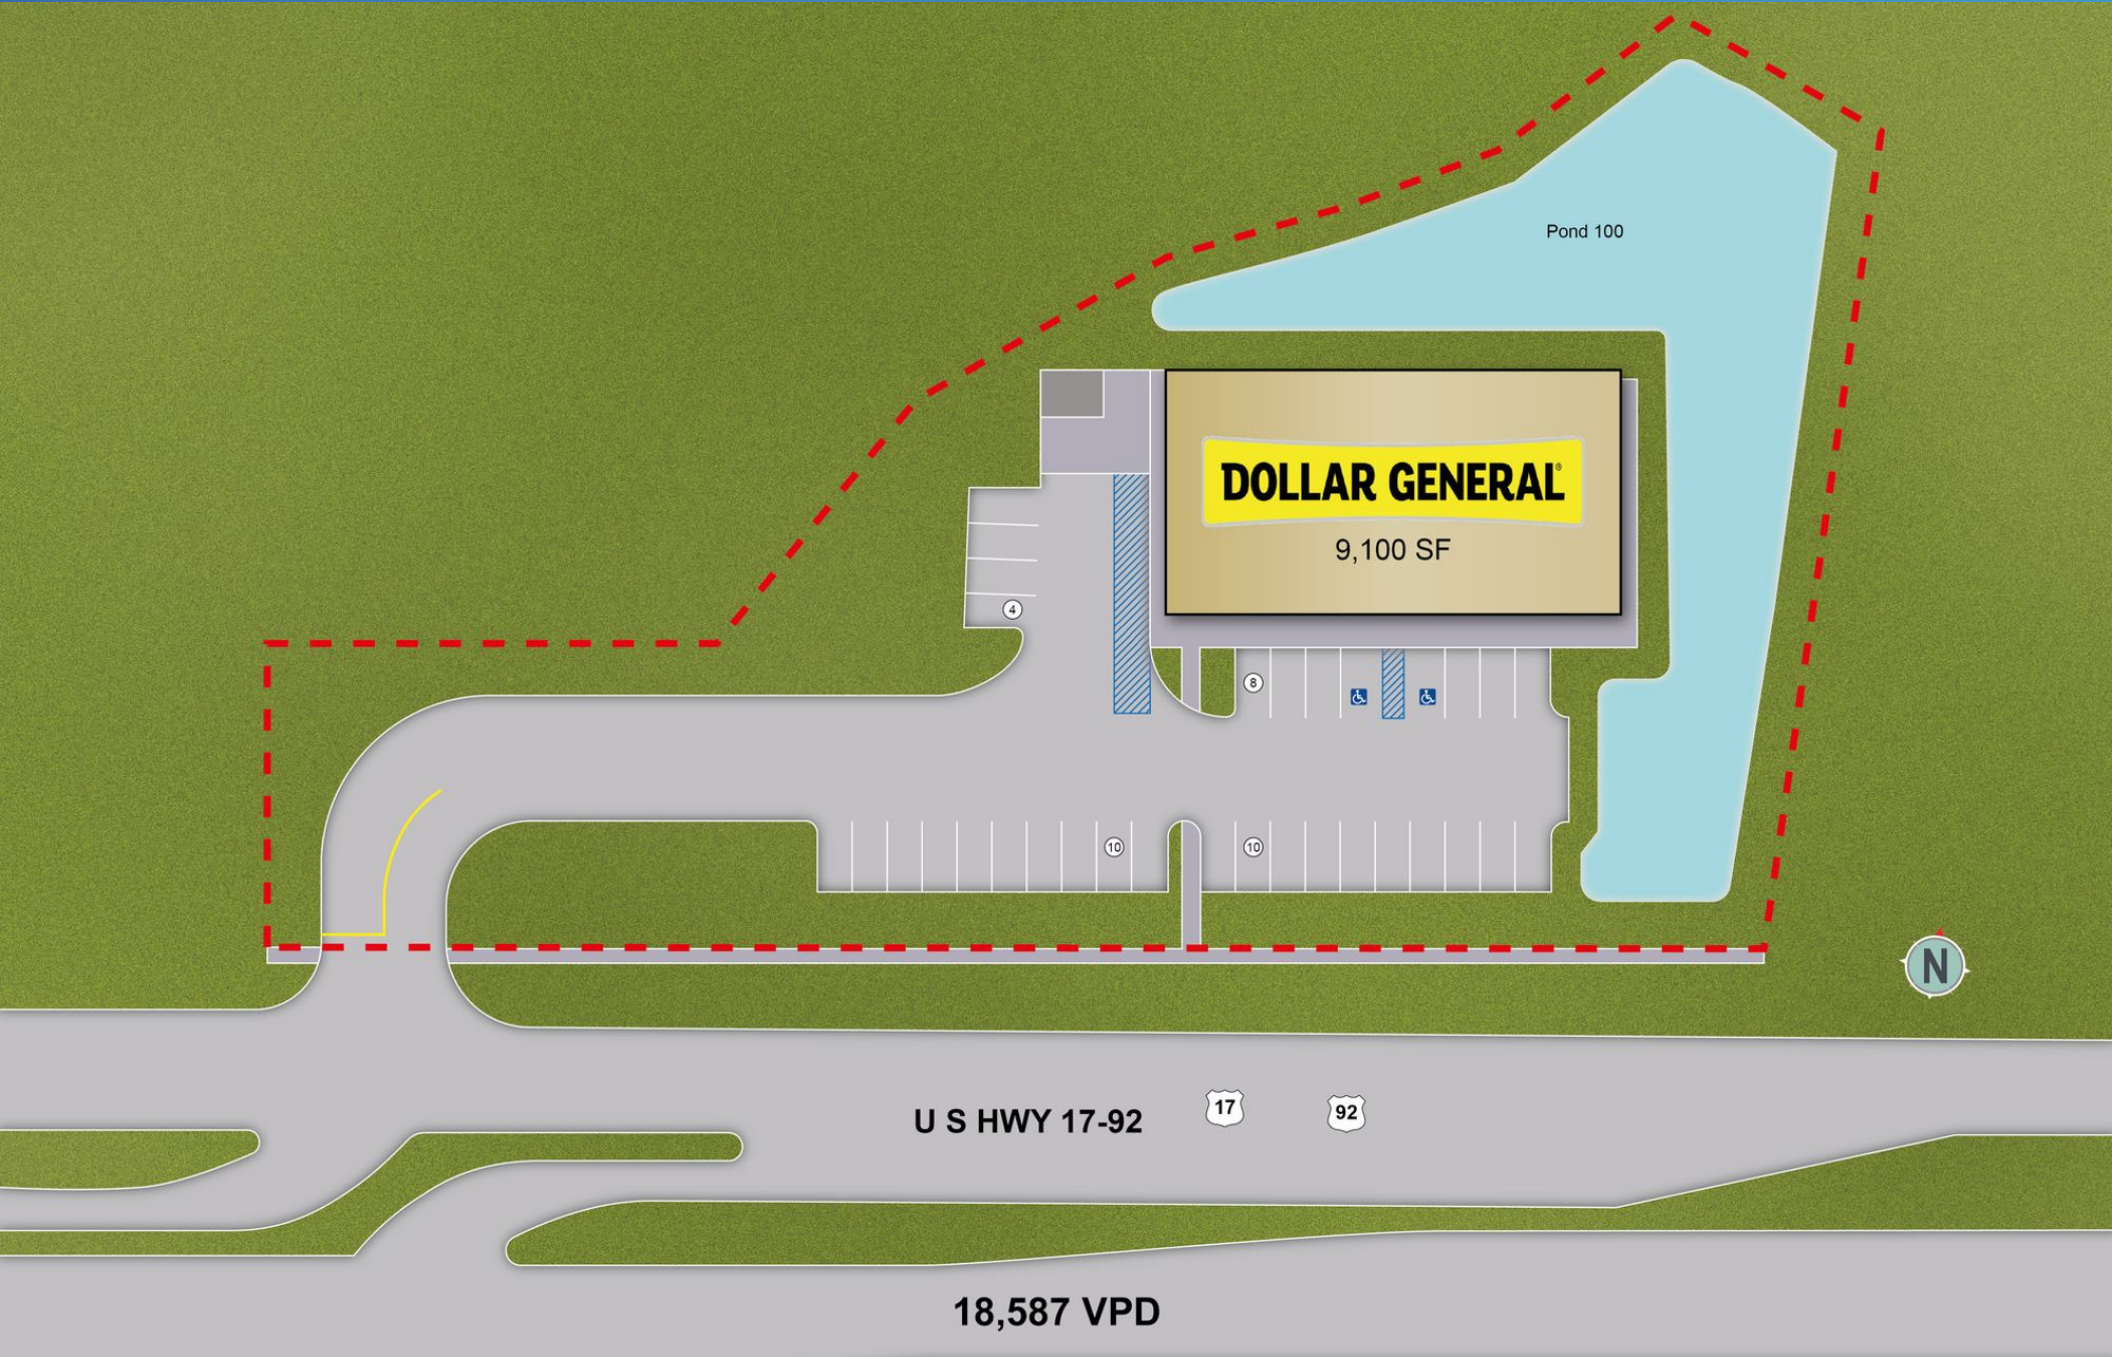 Pond 100
DOLLAR GENERAL®
9,100 SF
4
8
10
10
N
U S HWY 17-92
17
92
18,587 VPD